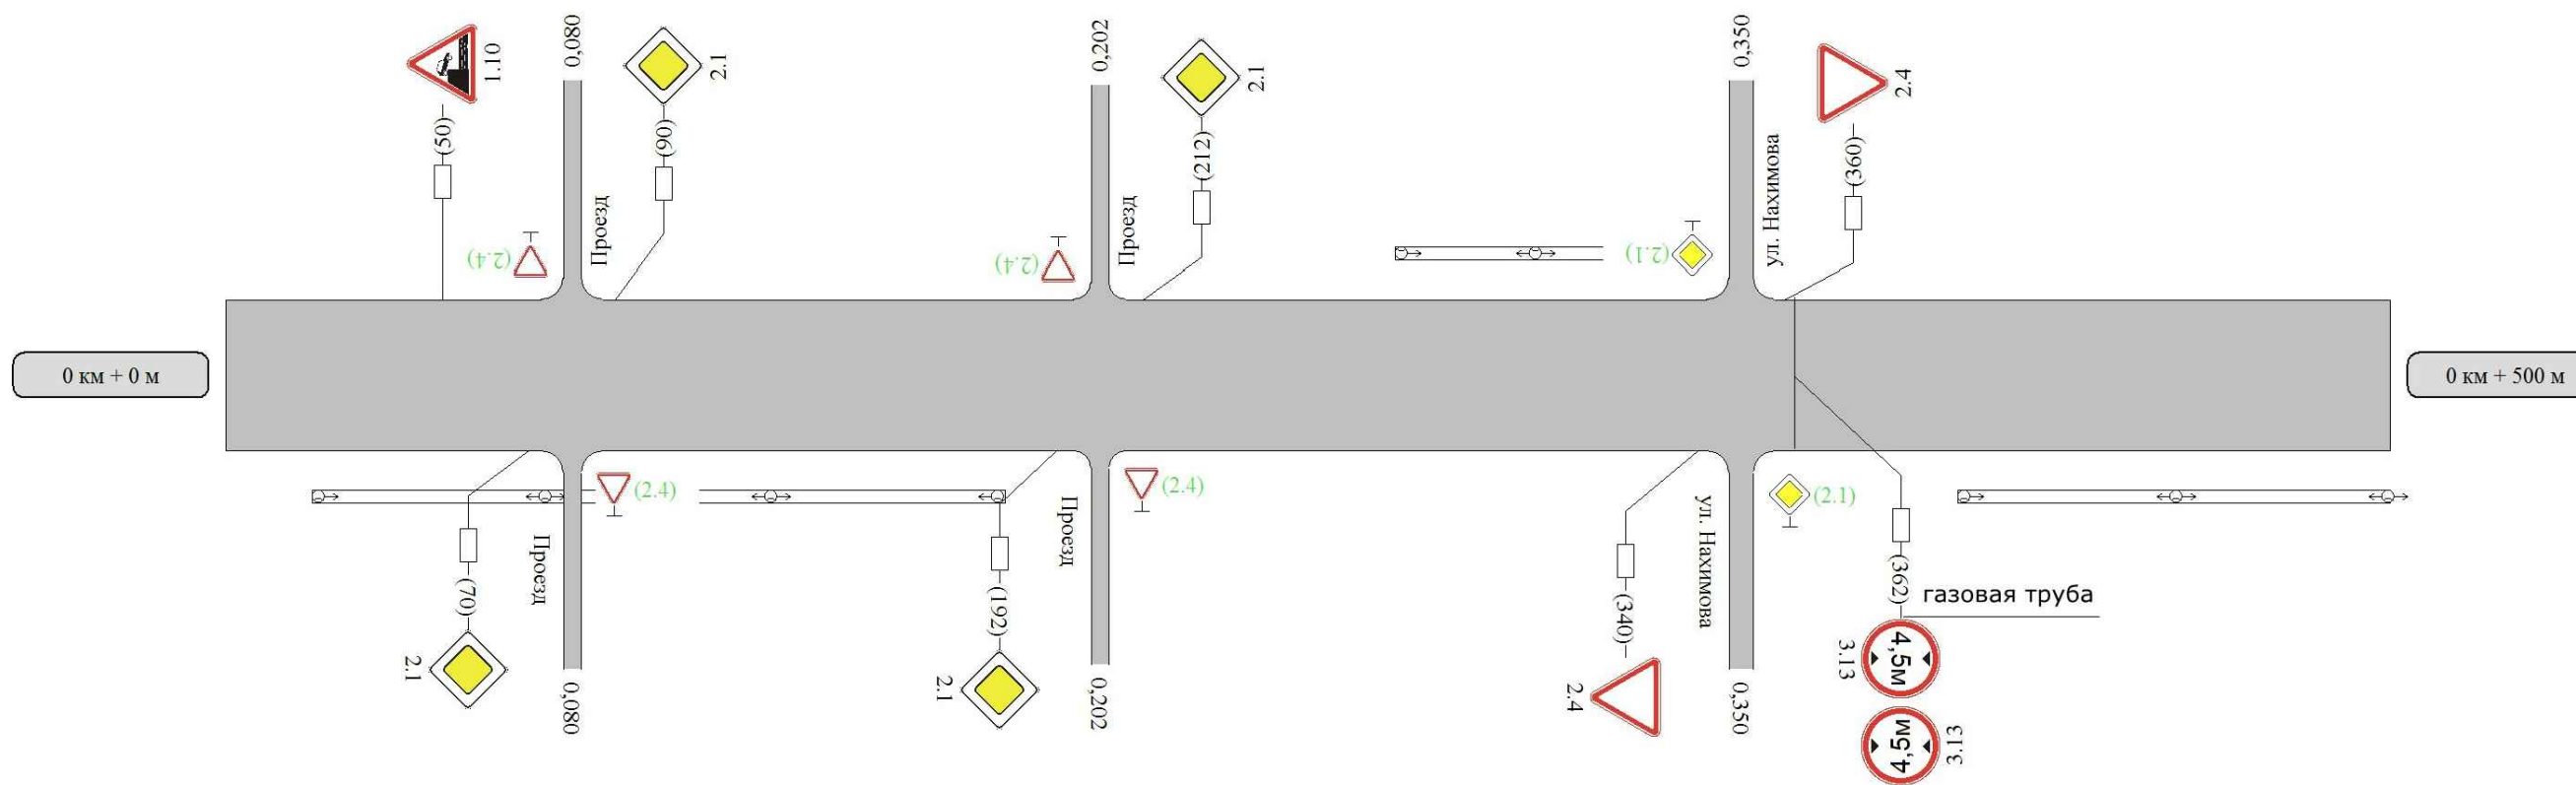 1.10
(50)
0,080
(90)
2.1
0,202
(212)
2.1
0,350
(360)
2.4
Проезд
(2.4)
Проезд
(2.4)
ул. Нахимова
(2.1)
0 км + 0 м
0 км + 500 м
(2.4)
(2.4)
(2.1)
Проезд
Проезд
ул. Нахимова
(70)
2.1
0,080
(192)
2.1
0,202
(340)
2.4
0,350
(362)
газовая труба
4,5м
3.13
4,5м
3.13